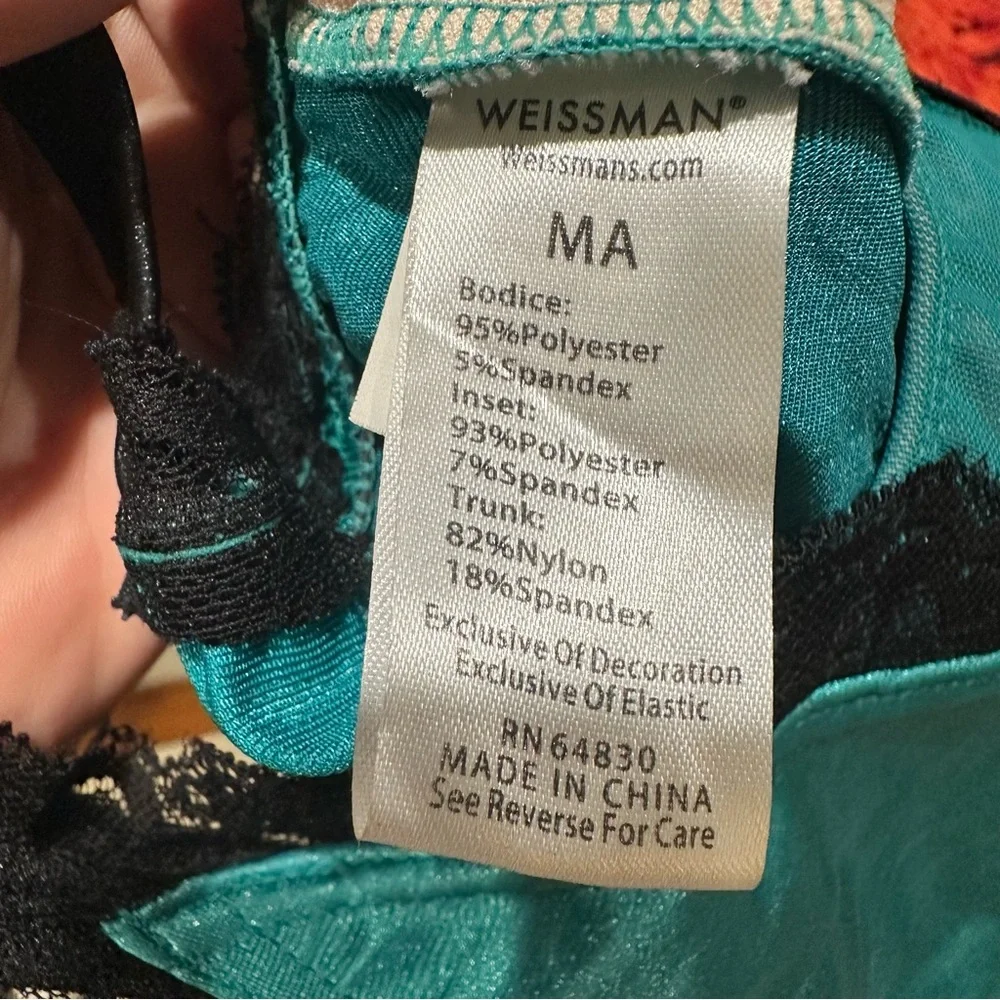 WEISSMAN®
Weissmans.com
MA
Bodice:
95%Polyester
5%Spandex
Inset:
93%Polyester
7%Spandex
Trunk:
82%Nylon
18%Spandex
Exclusive Of Decoration
Exclusive Of Elastic
RN 64830
MADE IN CHINA
See Reverse For Care